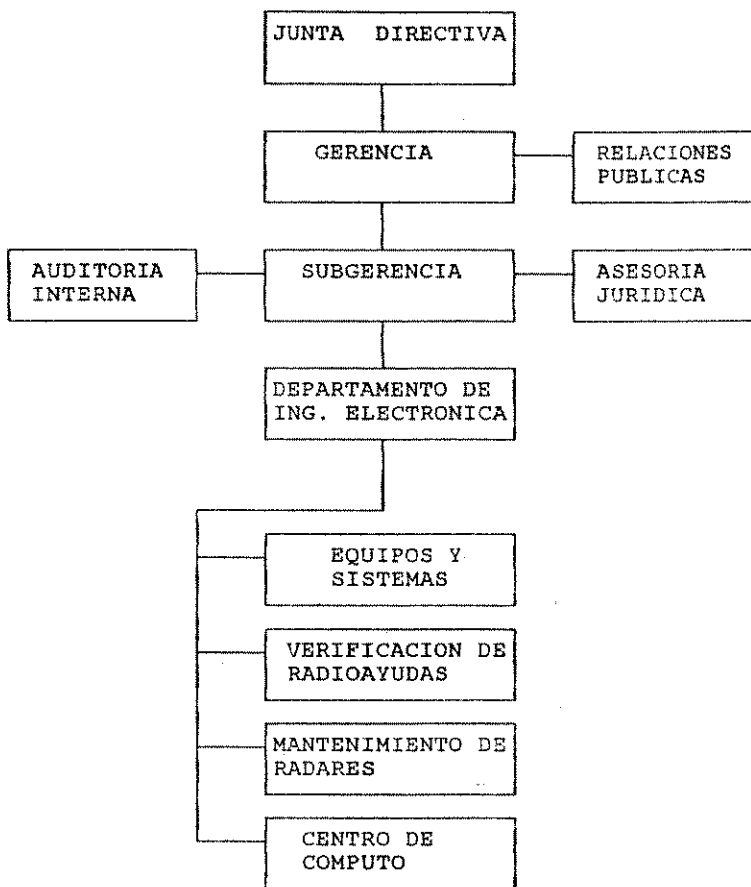 JUNTA DIRECTIVA
GERENCIA
RELACIONES
PUBLICAS
AUDITORIA
INTERNA
SUBGERENCIA
ASESORIA
JURIDICA
DEPARTAMENTO DE
ING. ELECTRONICA
EQUIPOS Y
SISTEMAS
VERIFICACION DE
RADIOAYUDAS
MANTENIMIENTO DE
RADARES
CENTRO DE
COMPUTO